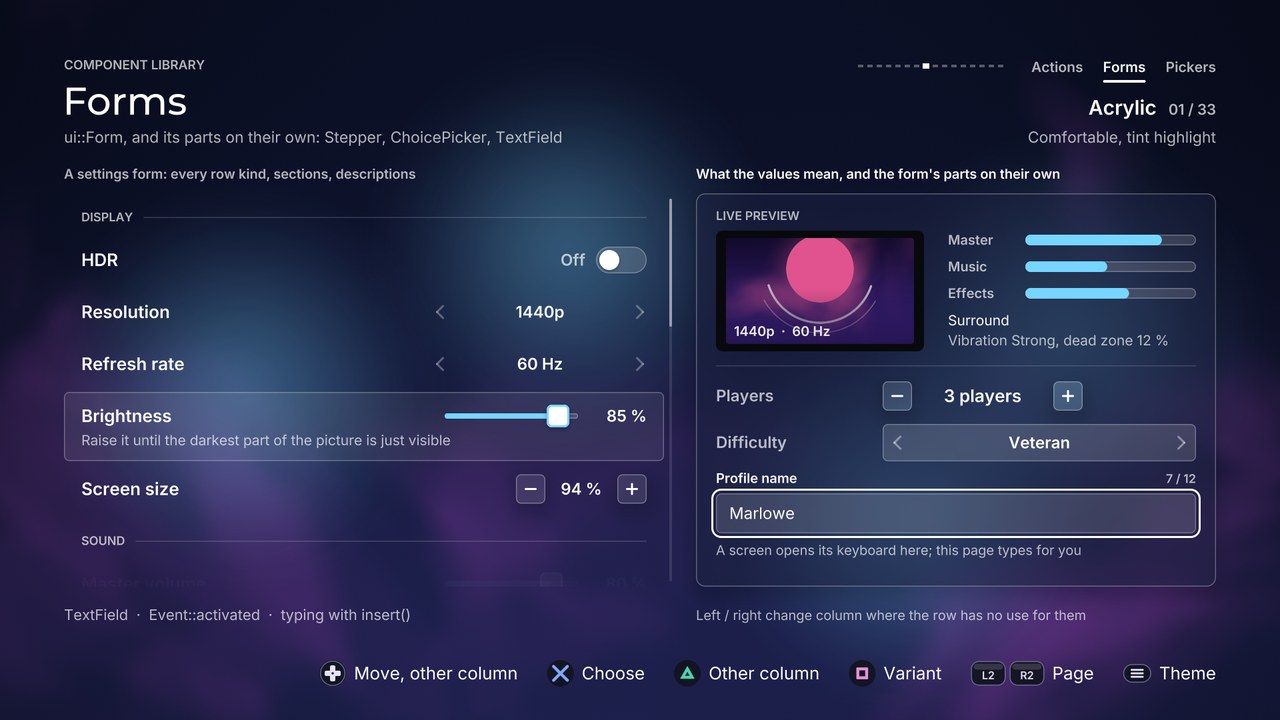 COMPONENT LIBRARY
Forms
ui::Form, and its parts on their own: Stepper, ChoicePicker, TextField
Actions Forms Pickers
Acrylic 01 / 33
Comfortable, tint highlight
A settings form: every row kind, sections, descriptions
DISPLAY
HDR Off
Resolution 1440p
Refresh rate 60 Hz
Brightness 85 %
Raise it until the darkest part of the picture is just visible
Screen size 94 %
SOUND
Master volume 80 %
TextField · Event::activated · typing with insert()
What the values mean, and the form's parts on their own
LIVE PREVIEW
1440p · 60 Hz
Master
Music
Effects
Surround
Vibration Strong, dead zone 12 %
Players 3 players
Difficulty Veteran
Profile name 7 / 12
Marlowe
A screen opens its keyboard here; this page types for you
Left / right change column where the row has no use for them
Move, other column Choose Other column Variant L2 R2 Page Theme